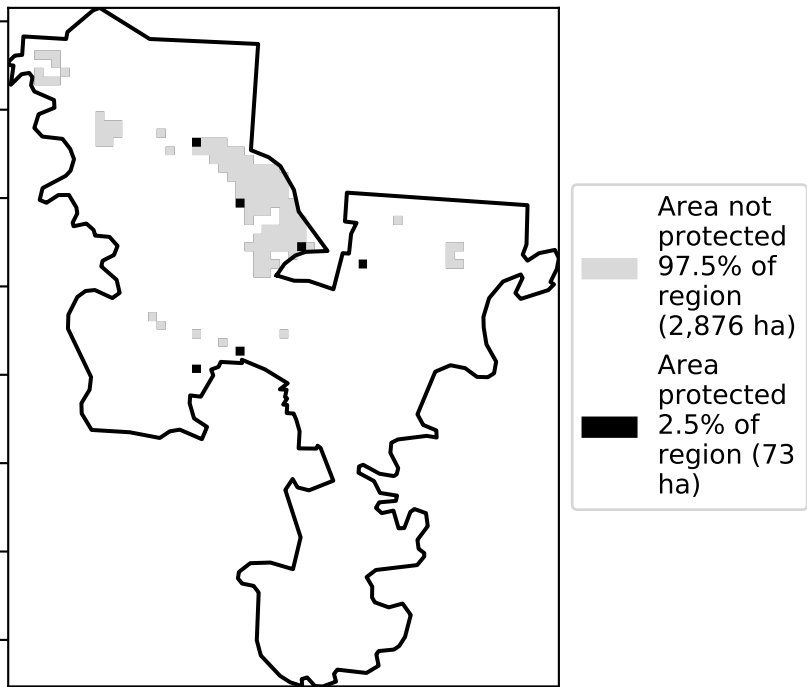 Area not
protected
97.5% of
region
(2,876 ha)
Area
protected
2.5% of
region (73
ha)